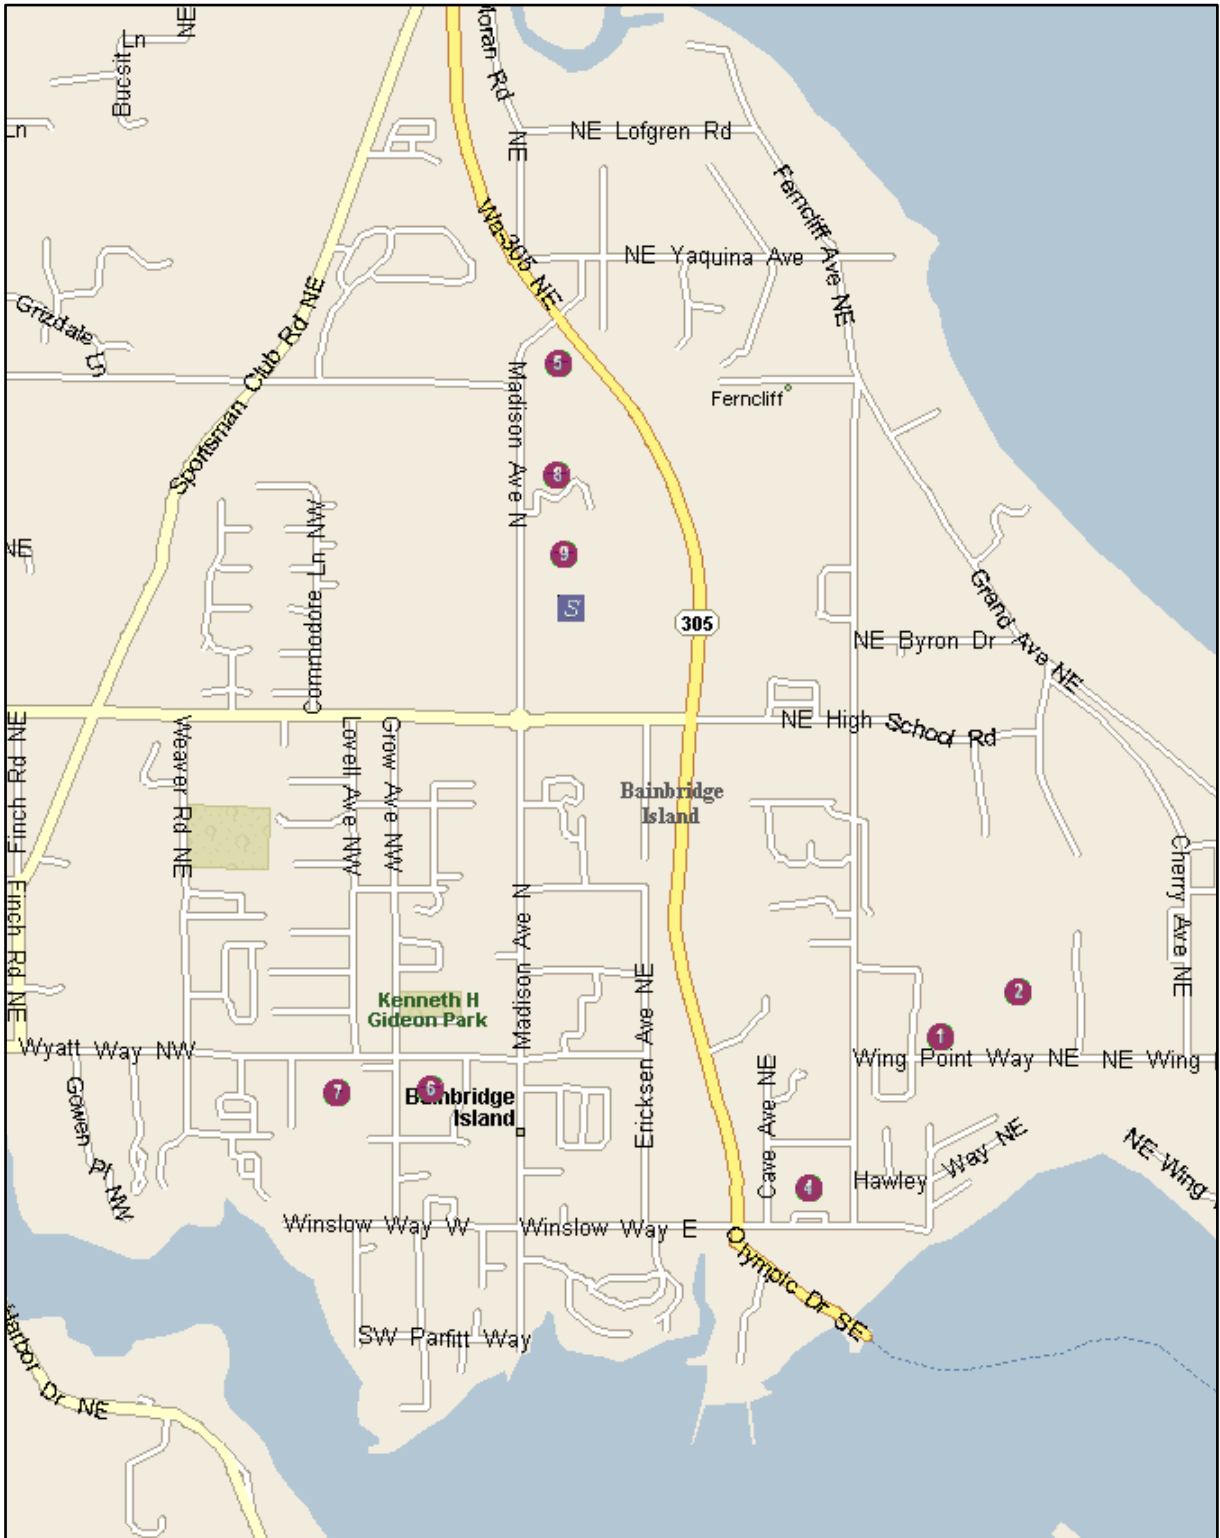 NE
Ln
Bucsit
Moran Rd
NE
Ln
NE Lofgren Rd
Ferncliff Ave NE
Wa-305 NE
NE Yaquina Ave
Grizdale Ln
Sportsman Club Rd NE
5
Madison Ave N
Ferncliff
8
NE
9
S
Commodore Ln NW
305
Grand Ave NE
NE Byron Dr
Finch Rd NE
Weaver Rd NE
Lovell Ave NW
Grow Ave NW
NE High School Rd
Bainbridge
Island
Cherry Ave NE
Finch Rd NE
Madison Ave N
Ericksen Ave NE
2
Kenneth H
Gideon Park
1
Wyatt Way NW
Wing Point Way NE
NE Wing
7
6
Bainbridge
Island
Gowen Pl NW
Cave Ave NE
NE Wing
4
Hawley Way NE
Winslow Way W
Winslow Way E
Olympic Dr SE
SW Parfitt Way
Harbor Dr NE